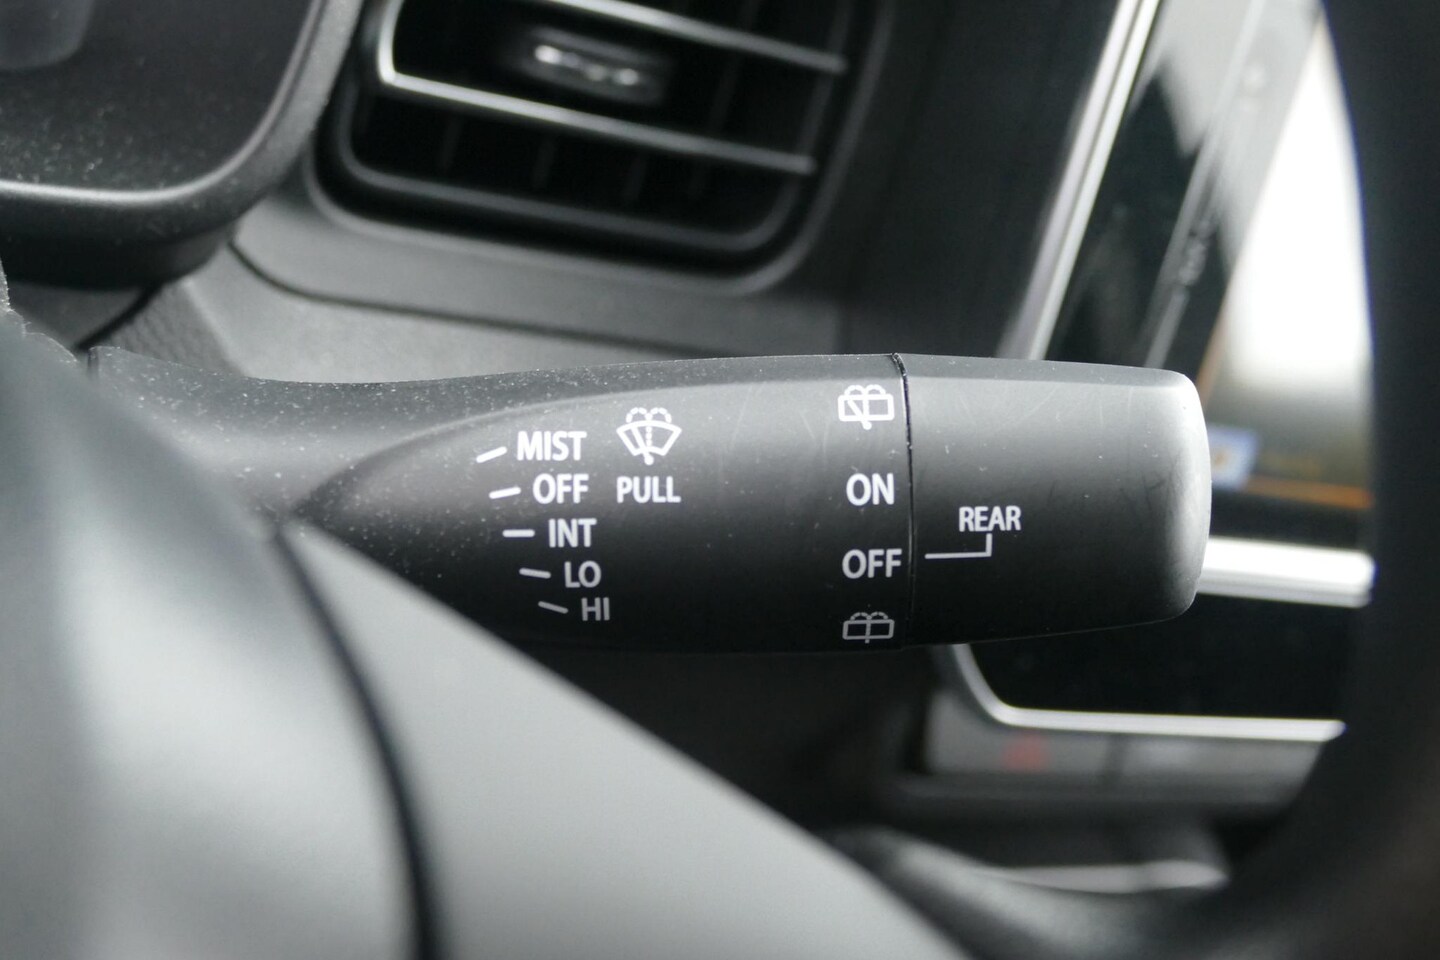 MIST
OFF
INT
LO
HI
PULL
ON
OFF
REAR